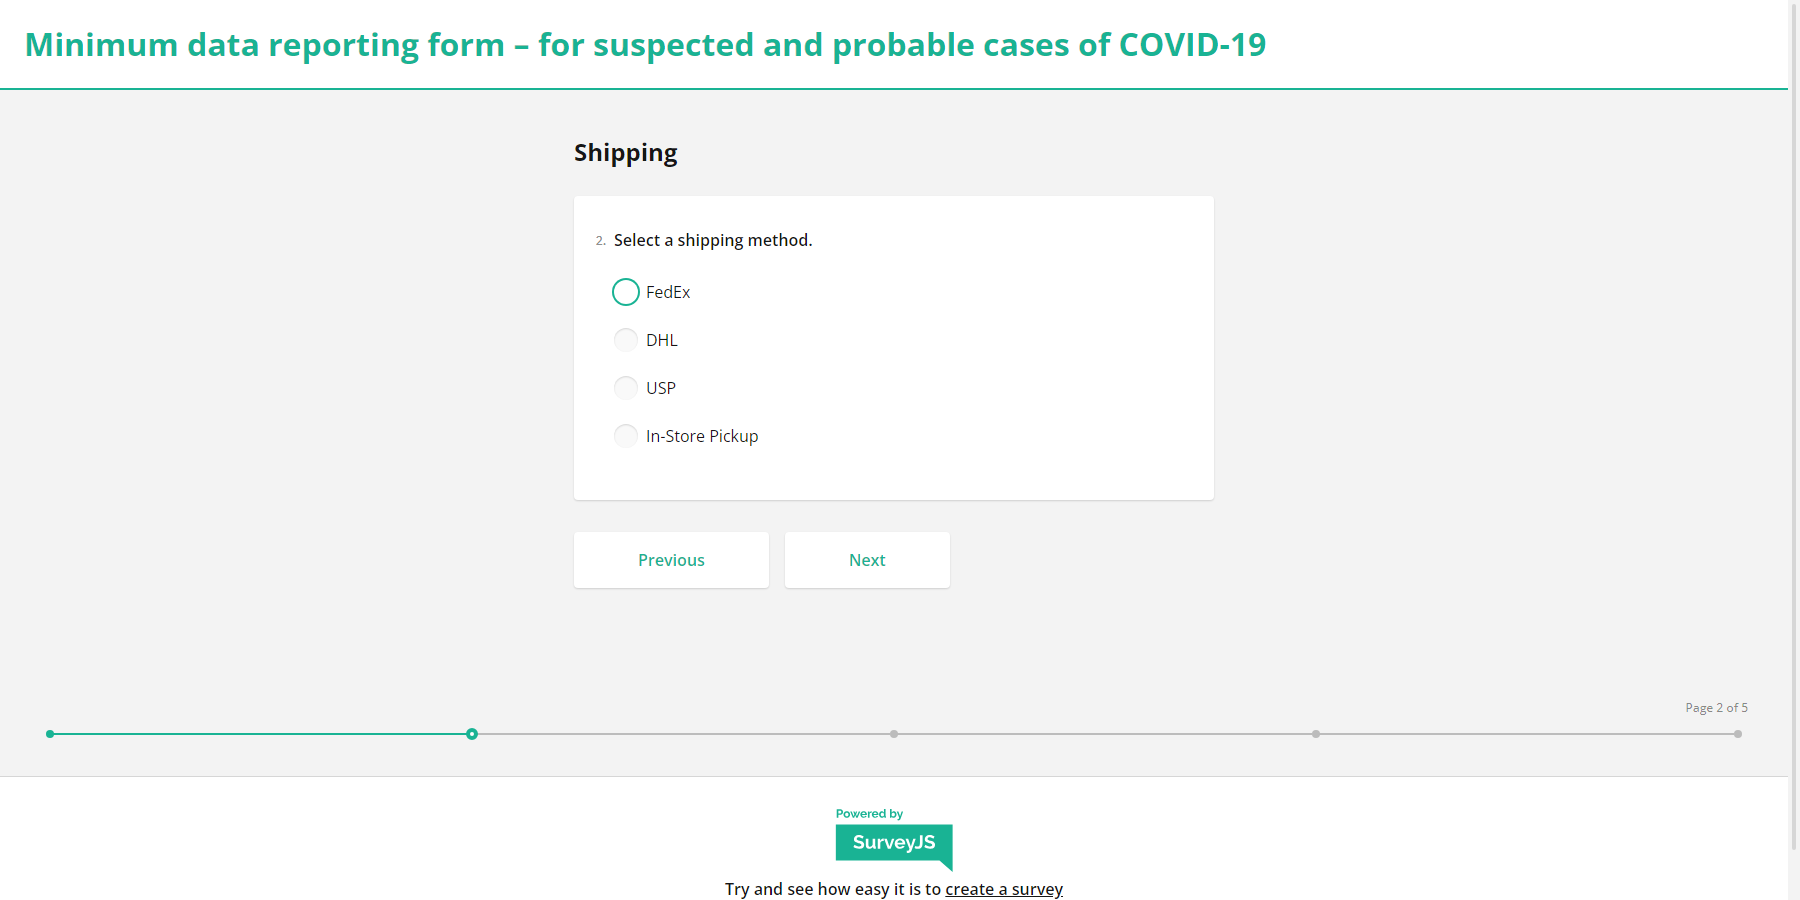 Minimum data reporting form – for suspected and probable cases of COVID-19
Shipping
2. Select a shipping method.
FedEx
DHL
USP
In-Store Pickup
Previous
Next
Page 2 of 5
Powered by
SurveyJS
Try and see how easy it is to create a survey